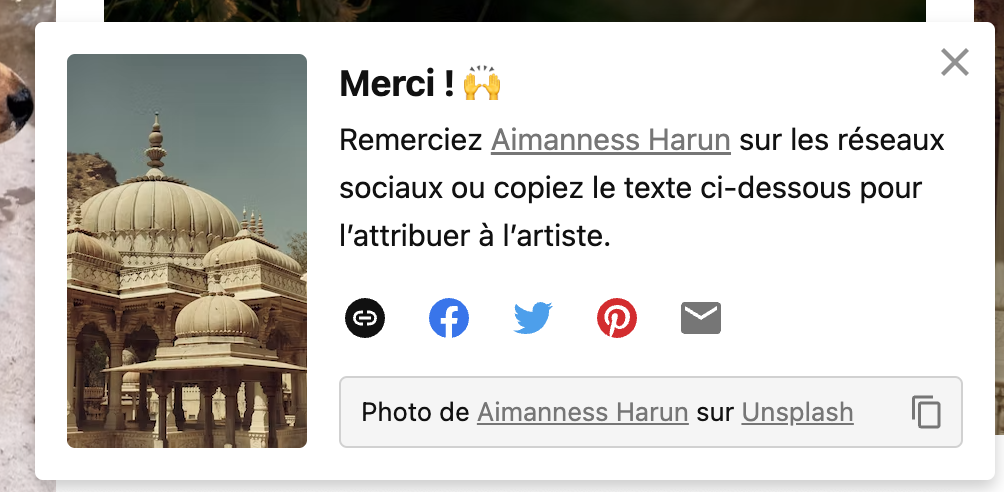 Merci ! 🙌
Remerciez Aimanness Harun sur les réseaux
sociaux ou copiez le texte ci-dessous pour
l’attribuer à l’artiste.
Photo de Aimanness Harun sur Unsplash